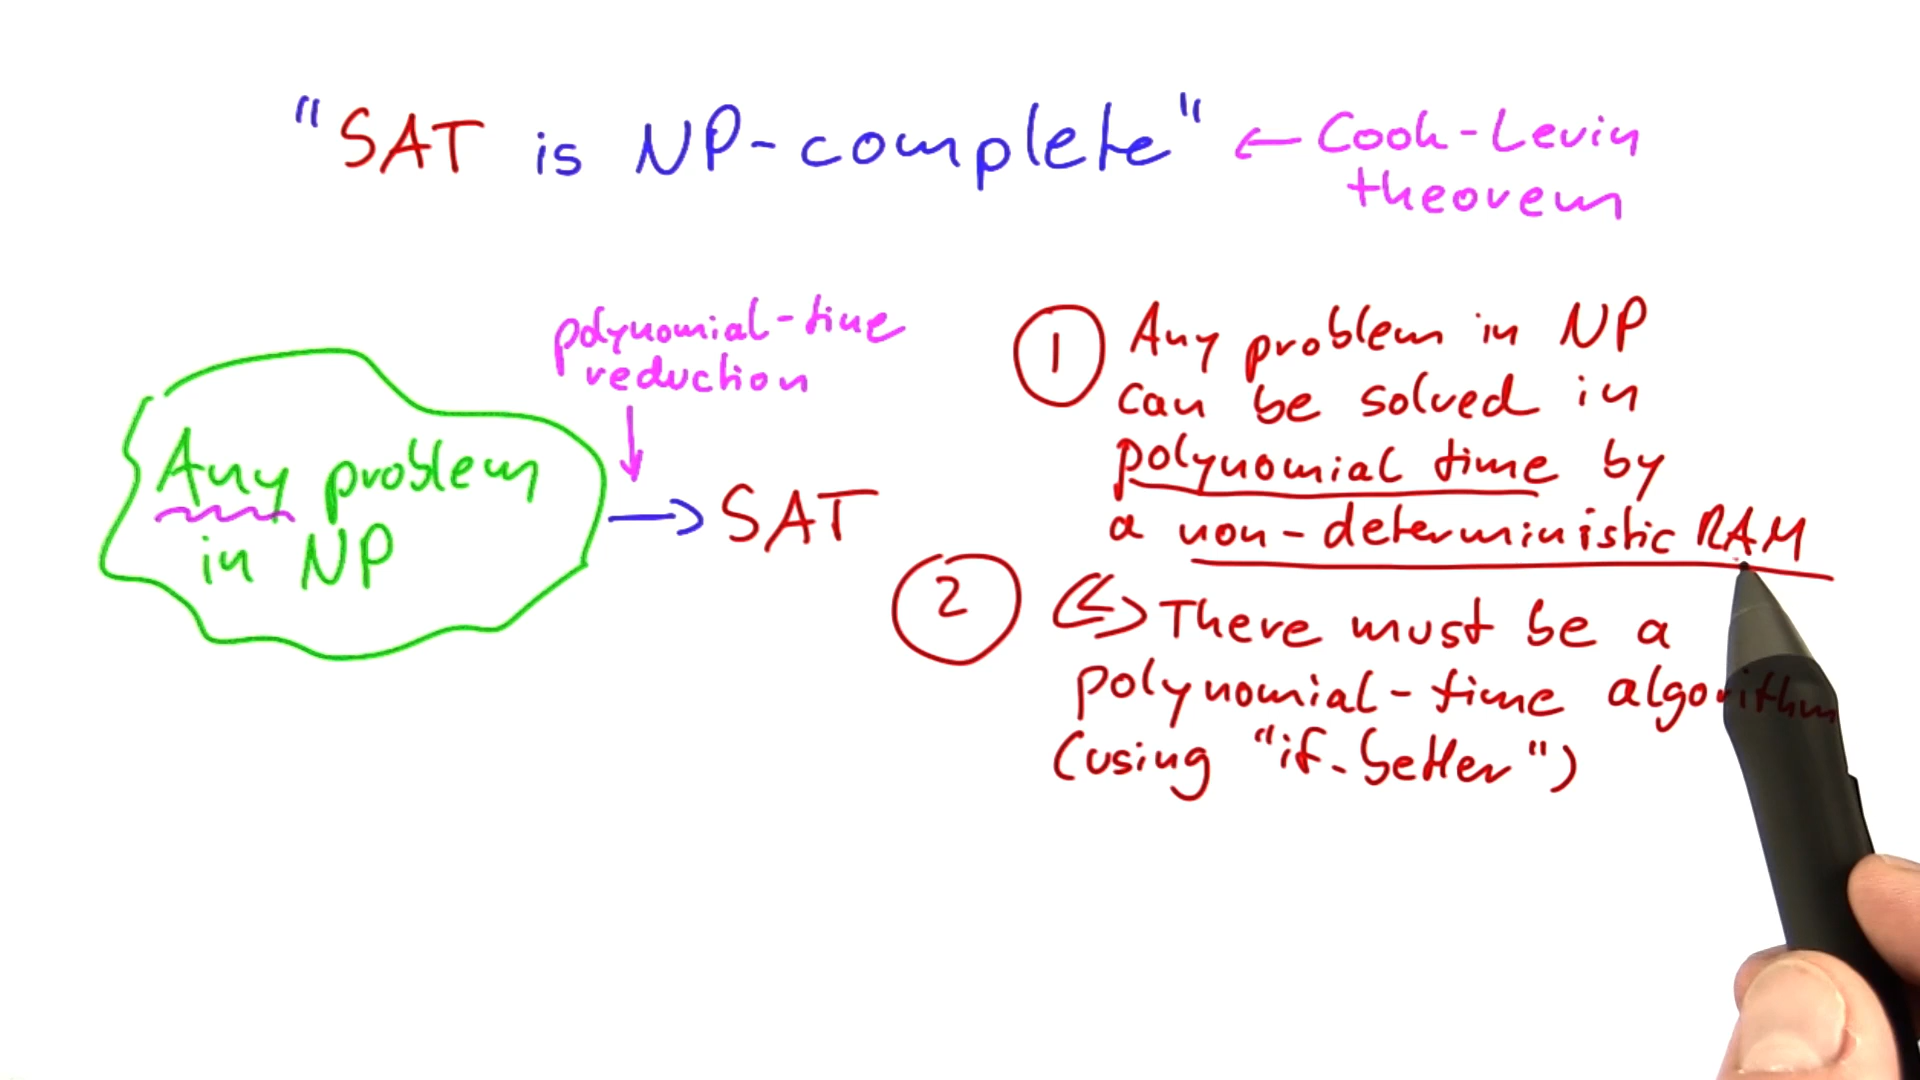 "SAT is NP-complete" ← Cook-Levin
theorem
polynomial-time
reduction
Any problem
in NP
→ SAT
1 Any problem in NP
can be solved in
polynomial time by
a non-deterministic RAM
2 (⇔) There must be a
polynomial-time algorithm
(using "if-better")